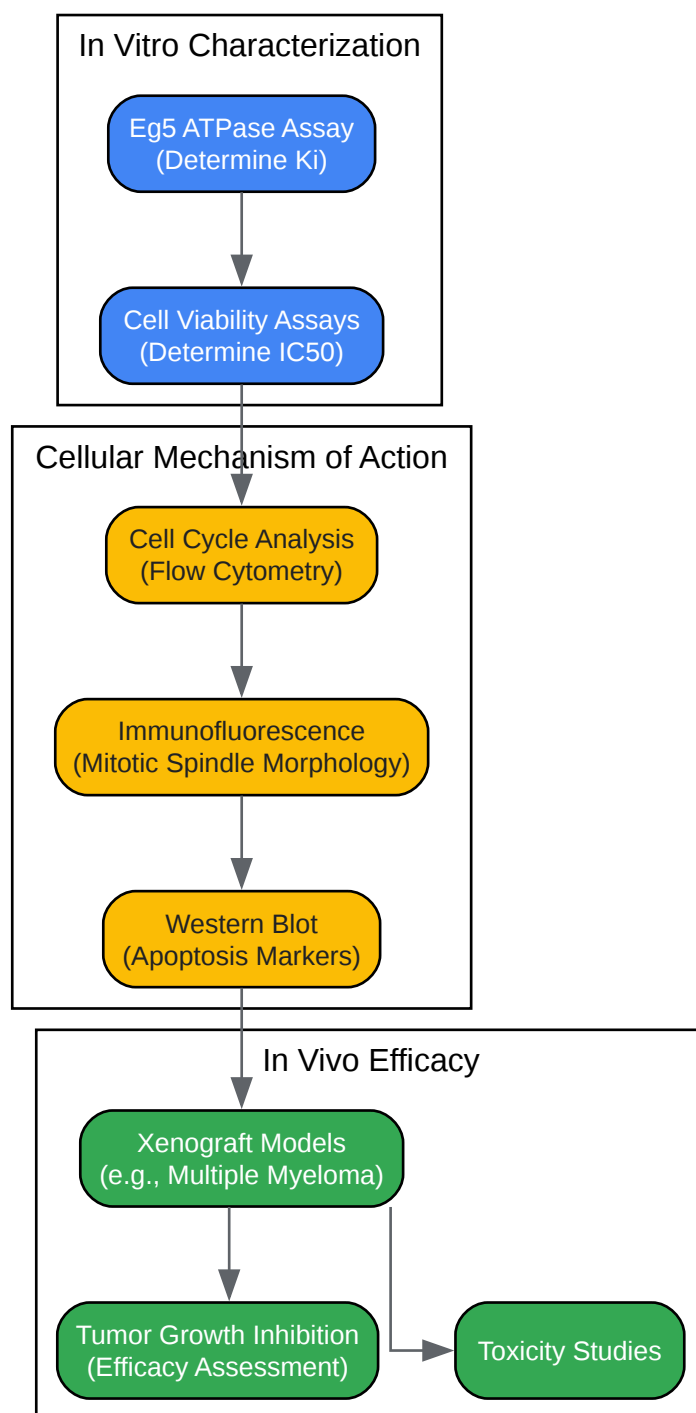 In Vitro Characterization
Eg5 ATPase Assay
(Determine Ki)
Cell Viability Assays
(Determine IC50)
Cellular Mechanism of Action
Cell Cycle Analysis
(Flow Cytometry)
Immunofluorescence
(Mitotic Spindle Morphology)
Western Blot
(Apoptosis Markers)
In Vivo Efficacy
Xenograft Models
(e.g., Multiple Myeloma)
Tumor Growth Inhibition
(Efficacy Assessment)
Toxicity Studies